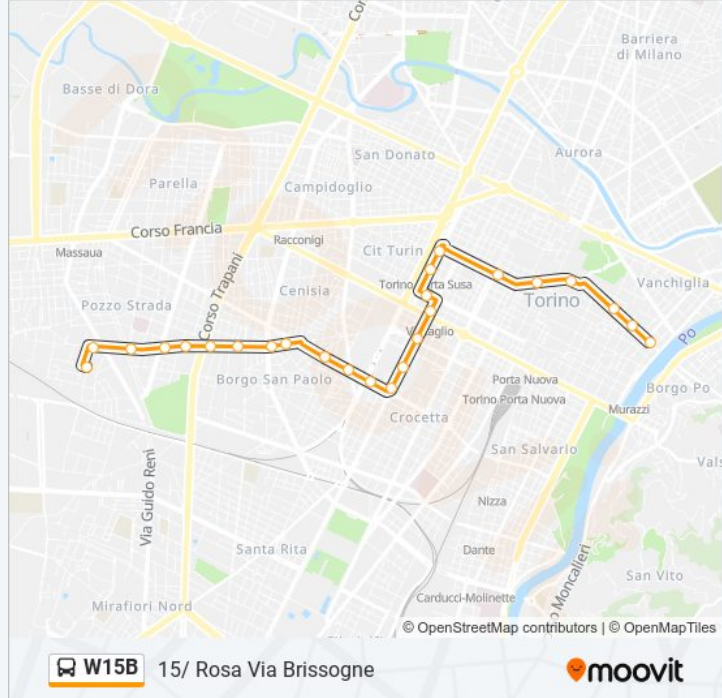 Barriera
di Milano
Basse di Dora
San Donato
Aurora
Parella
Campidoglio
Corso Francia
Racconigi
Cit Turin
Massaua
Corso Trapani
Cenisia
Torino Porta Susa
Vanchiglia
Pozzo Strada
Torino
Po
Borgo San Paolo
Porta Nuova
Borgo Po
Torino Porta Nuova
Murazzi
Crocetta
San Salvario
Via Guido Reni
Nizza
Santa Rita
Dante
San Vito
Carducci-Molinette
Mirafiori Nord
© OpenStreetMap contributors | © OpenMapTiles
W15B
15/ Rosa Via Brissogne
moovit